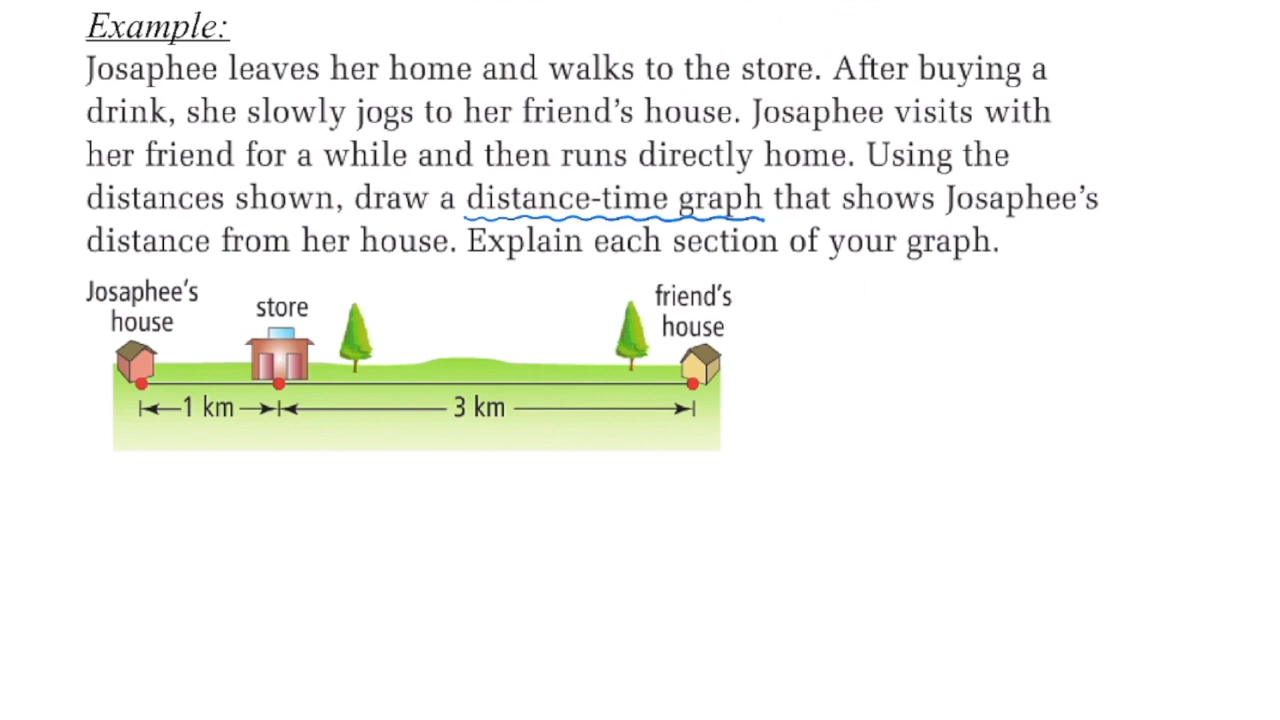 Example:
Josaphee leaves her home and walks to the store. After buying a
drink, she slowly jogs to her friend's house. Josaphee visits with
her friend for a while and then runs directly home. Using the
distances shown, draw a distance-time graph that shows Josaphee's
distance from her house. Explain each section of your graph.
Josaphee's
house
store
friend's
house
1 km
3 km